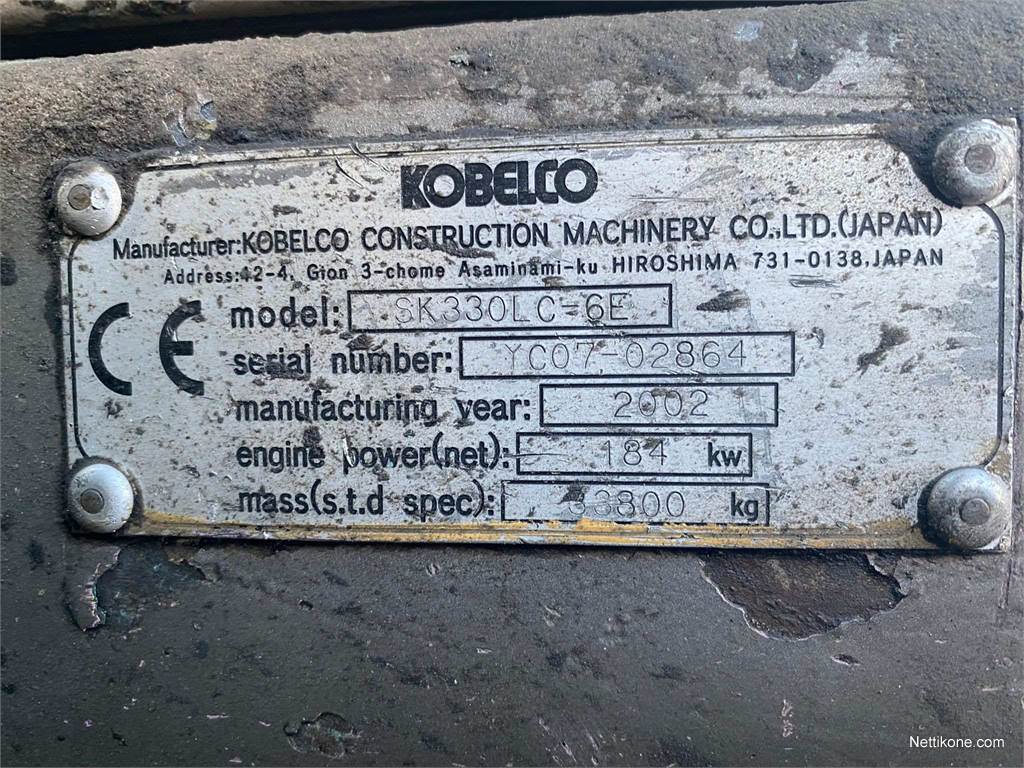 KOBELCO
Manufacturer:KOBELCO CONSTRUCTION MACHINERY CO.,LTD.(JAPAN)
Address:12-4, Gion 3-chome Asaminami-ku HIROSHIMA 731-0138,JAPAN
CE
model: SK330LC-6E
serial number: YC07-02864
manufacturing year: 2002
engine power(net): 184 kw
mass(s.t.d spec): 33800 kg
Nettikone.com